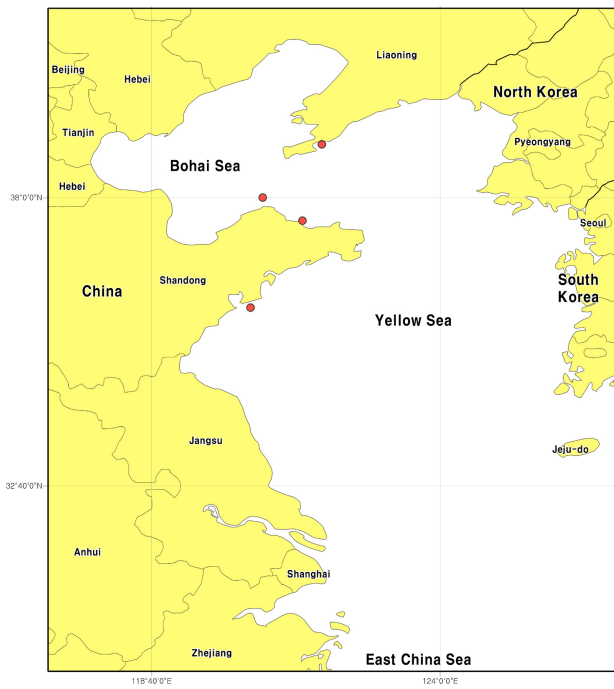 Liaoning
Beijing
Hebei
North Korea
Tianjin
Pyeongyang
Bohai Sea
Hebei
38°0'0"N
Seoul
Shandong
South
Korea
China
Yellow Sea
Jangsu
Jeju-do
32°40'0"N
Anhui
Shanghai
Zhejiang
East China Sea
118°40'0"E
124°0'0"E